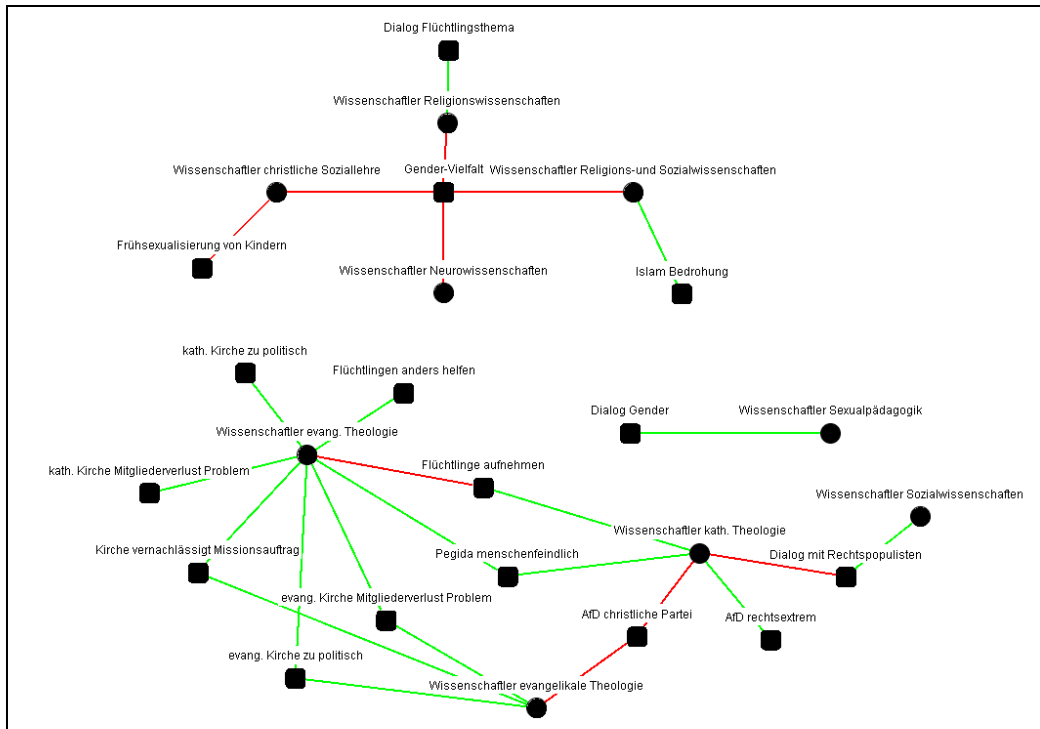 Dialog Flüchtlingsthema
Wissenschaftler Religionswissenschaften
Wissenschaftler christliche Soziallehre
Gender-Vielfalt
Wissenschaftler Religions-und Sozialwissenschaften
Frühsexualisierung von Kindern
Wissenschaftler Neurowissenschaften
Islam Bedrohung
kath. Kirche zu politisch
Flüchtlingen anders helfen
Dialog Gender
Wissenschaftler Sexualpädagogik
Wissenschaftler evang. Theologie
kath. Kirche Mitgliederverlust Problem
Flüchtlinge aufnehmen
Wissenschaftler Sozialwissenschaften
Wissenschaftler kath. Theologie
Kirche vernachlässigt Missionsauftrag
Pegida menschenfeindlich
Dialog mit Rechtspopulisten
evang. Kirche Mitgliederverlust Problem
AfD christliche Partei
AfD rechtsextrem
evang. Kirche zu politisch
Wissenschaftler evangelikale Theologie